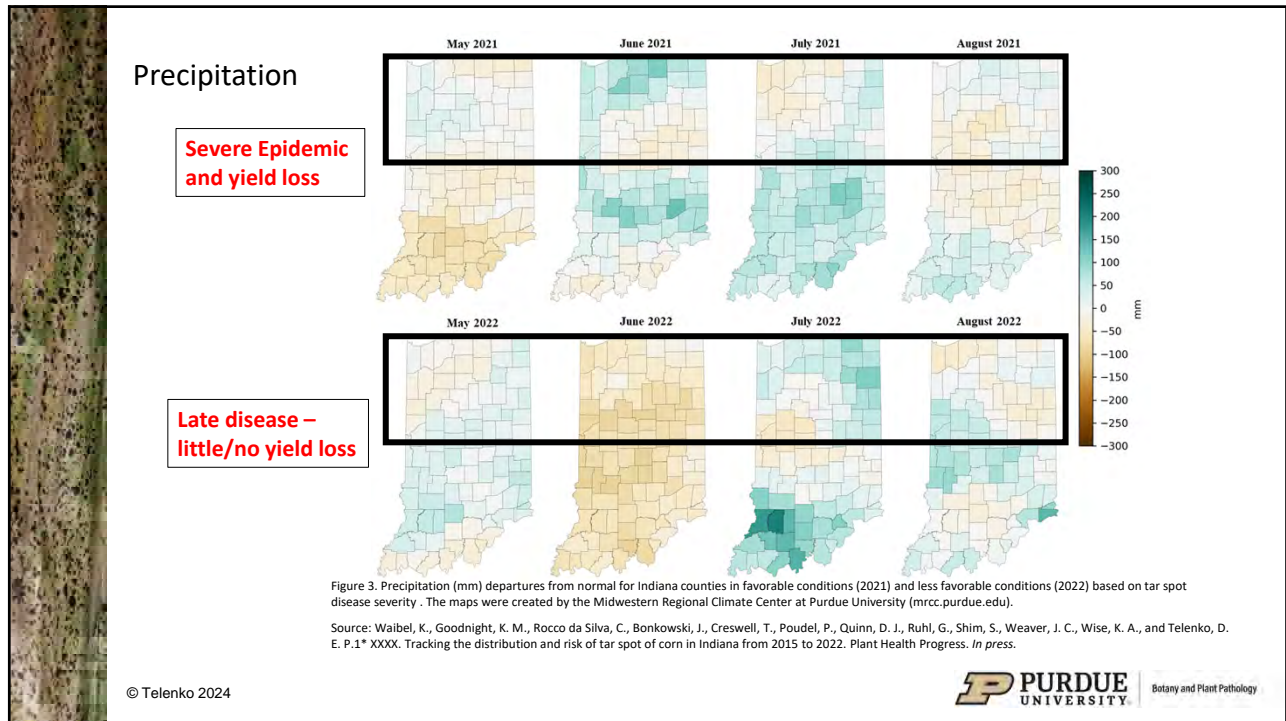 Precipitation
May 2021
June 2021
July 2021
August 2021
Severe Epidemic
and yield loss
May 2022
June 2022
July 2022
August 2022
Late disease –
little/no yield loss
300
250
200
150
100
50
0
−50
−100
−150
−200
−250
−300
mm
Figure 3. Precipitation (mm) departures from normal for Indiana counties in favorable conditions (2021) and less favorable conditions (2022) based on tar spot
disease severity . The maps were created by the Midwestern Regional Climate Center at Purdue University (mrcc.purdue.edu).
Source: Waibel, K., Goodnight, K. M., Rocco da Silva, C., Bonkowski, J., Creswell, T., Poudel, P., Quinn, D. J., Ruhl, G., Shim, S., Weaver, J. C., Wise, K. A., and Telenko, D.
E. P.1* XXXX. Tracking the distribution and risk of tar spot of corn in Indiana from 2015 to 2022. Plant Health Progress. In press.
© Telenko 2024
PURDUE
UNIVERSITY
Botany and Plant Pathology